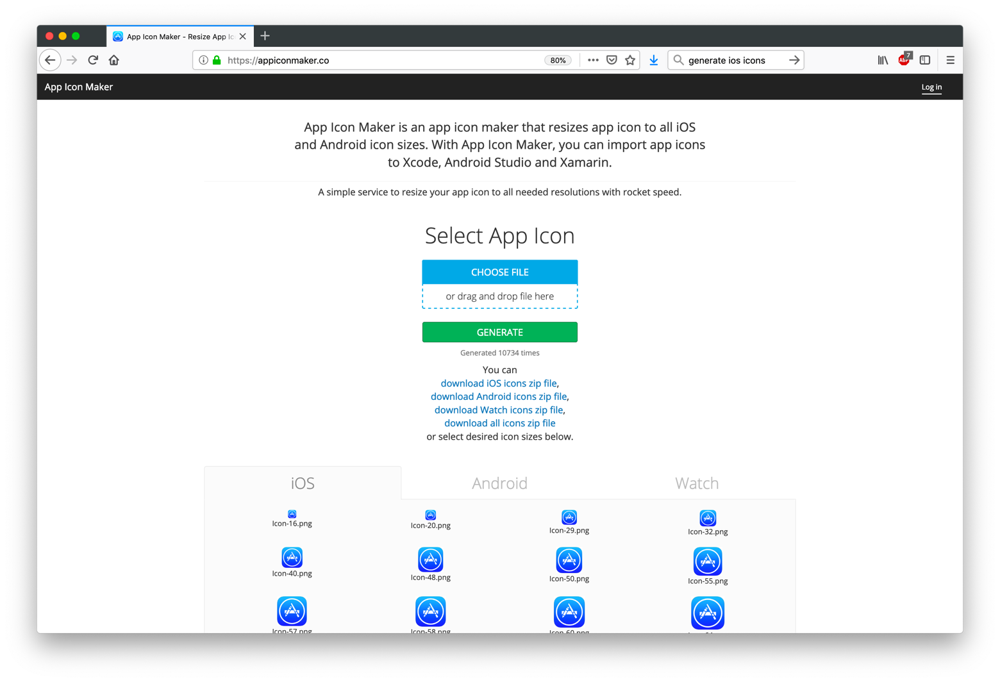 App Icon Maker - Resize App Ic
https://appiconmaker.co
80%
generate ios icons
ABP
7
App Icon Maker
Log in
App Icon Maker is an app icon maker that resizes app icon to all iOS
and Android icon sizes. With App Icon Maker, you can import app icons
to Xcode, Android Studio and Xamarin.
A simple service to resize your app icon to all needed resolutions with rocket speed.
Select App Icon
CHOOSE FILE
or drag and drop file here
GENERATE
Generated 10734 times
You can
download iOS icons zip file,
download Android icons zip file,
download Watch icons zip file,
download all icons zip file
or select desired icon sizes below.
iOS
Android
Watch
Icon-16.png
Icon-20.png
Icon-29.png
Icon-32.png
Icon-40.png
Icon-48.png
Icon-50.png
Icon-55.png
Icon-57.png
Icon-58.png
Icon-60.png